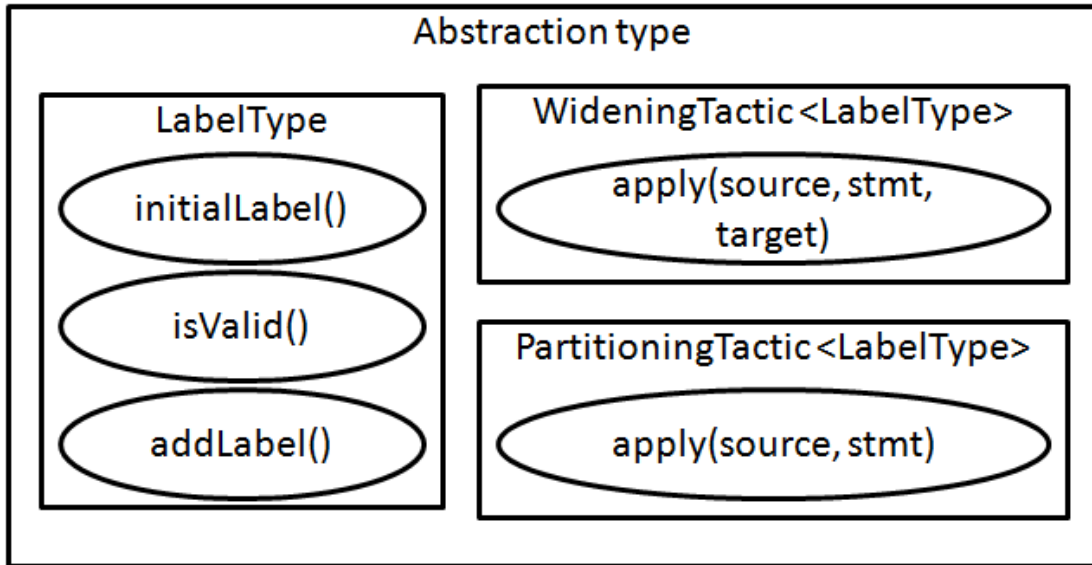 Abstraction type
LabelType
initialLabel()
isValid()
addLabel()
WideningTactic<LabelType>
apply(source, stmt,
target)
PartitioningTactic<LabelType>
apply(source, stmt)